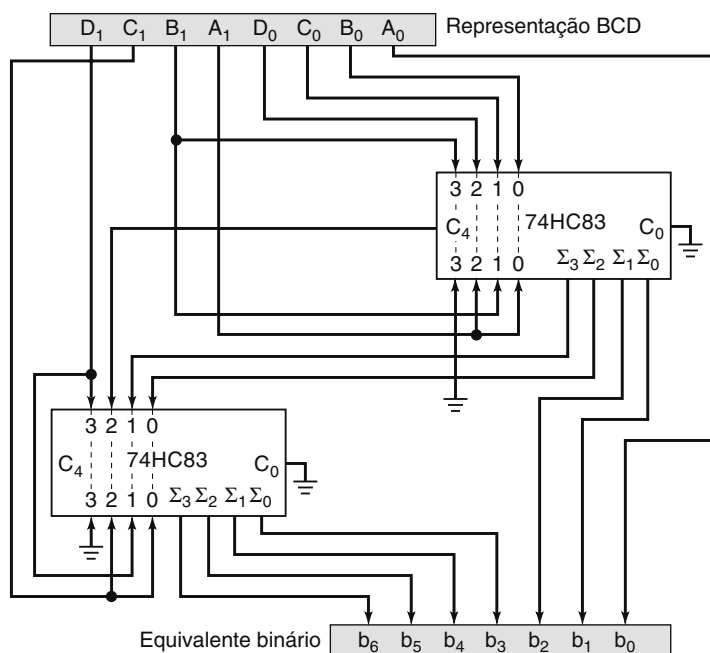 D₁ C₁ B₁ A₁ D₀ C₀ B₀ A₀ Representação BCD
3 2 1 0
C₄ 74HC83 C₀
3 2 1 0 Σ₃ Σ₂ Σ₁ Σ₀
3 2 1 0
C₄ 74HC83 C₀
3 2 1 0 Σ₃ Σ₂ Σ₁ Σ₀
Equivalente binário b₆ b₅ b₄ b₃ b₂ b₁ b₀